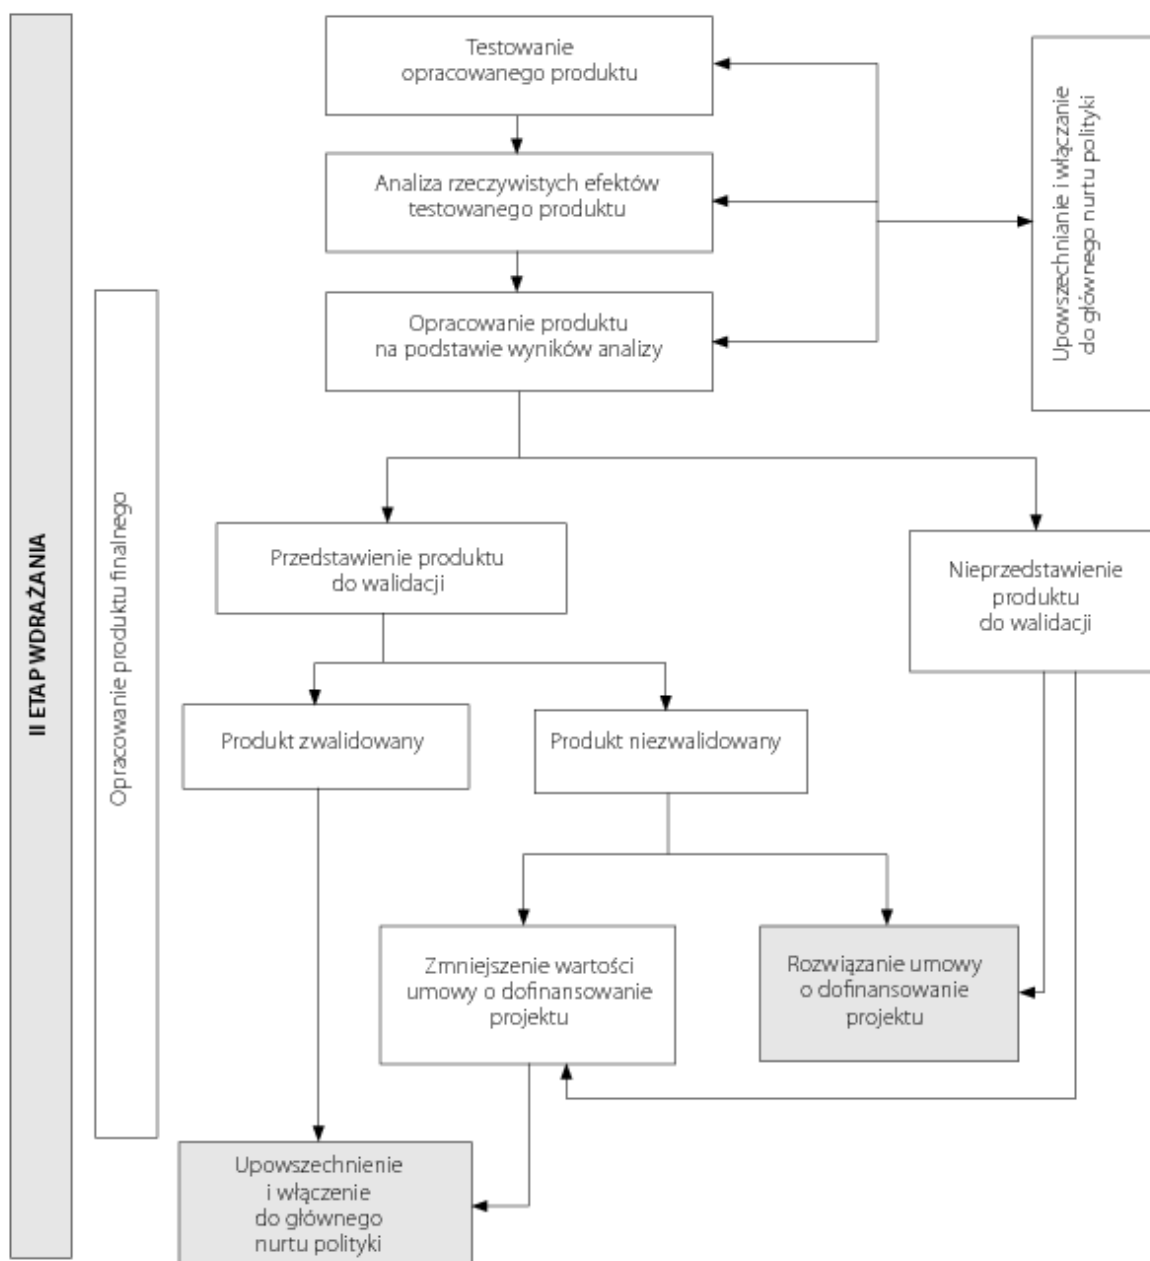 II ETAP WDRAŻANIA
Opracowanie produktu finalnego
Testowanie
opracowanego produktu
Analiza rzeczywistych efektów
testowanego produktu
Opracowanie produktu
na podstawie wyników analizy
Upowszechnianie i włączanie
do głównego nurtu polityki
Przedstawienie produktu
do walidacji
Nieprzedstawienie
produktu
do walidacji
Produkt zwalidowany
Produkt niezwalidowany
Zmniejszenie wartości
umowy o dofinansowanie
projektu
Rozwiązanie umowy
o dofinansowanie
projektu
Upowszechnienie
i włączenie
do głównego
nurtu polityki